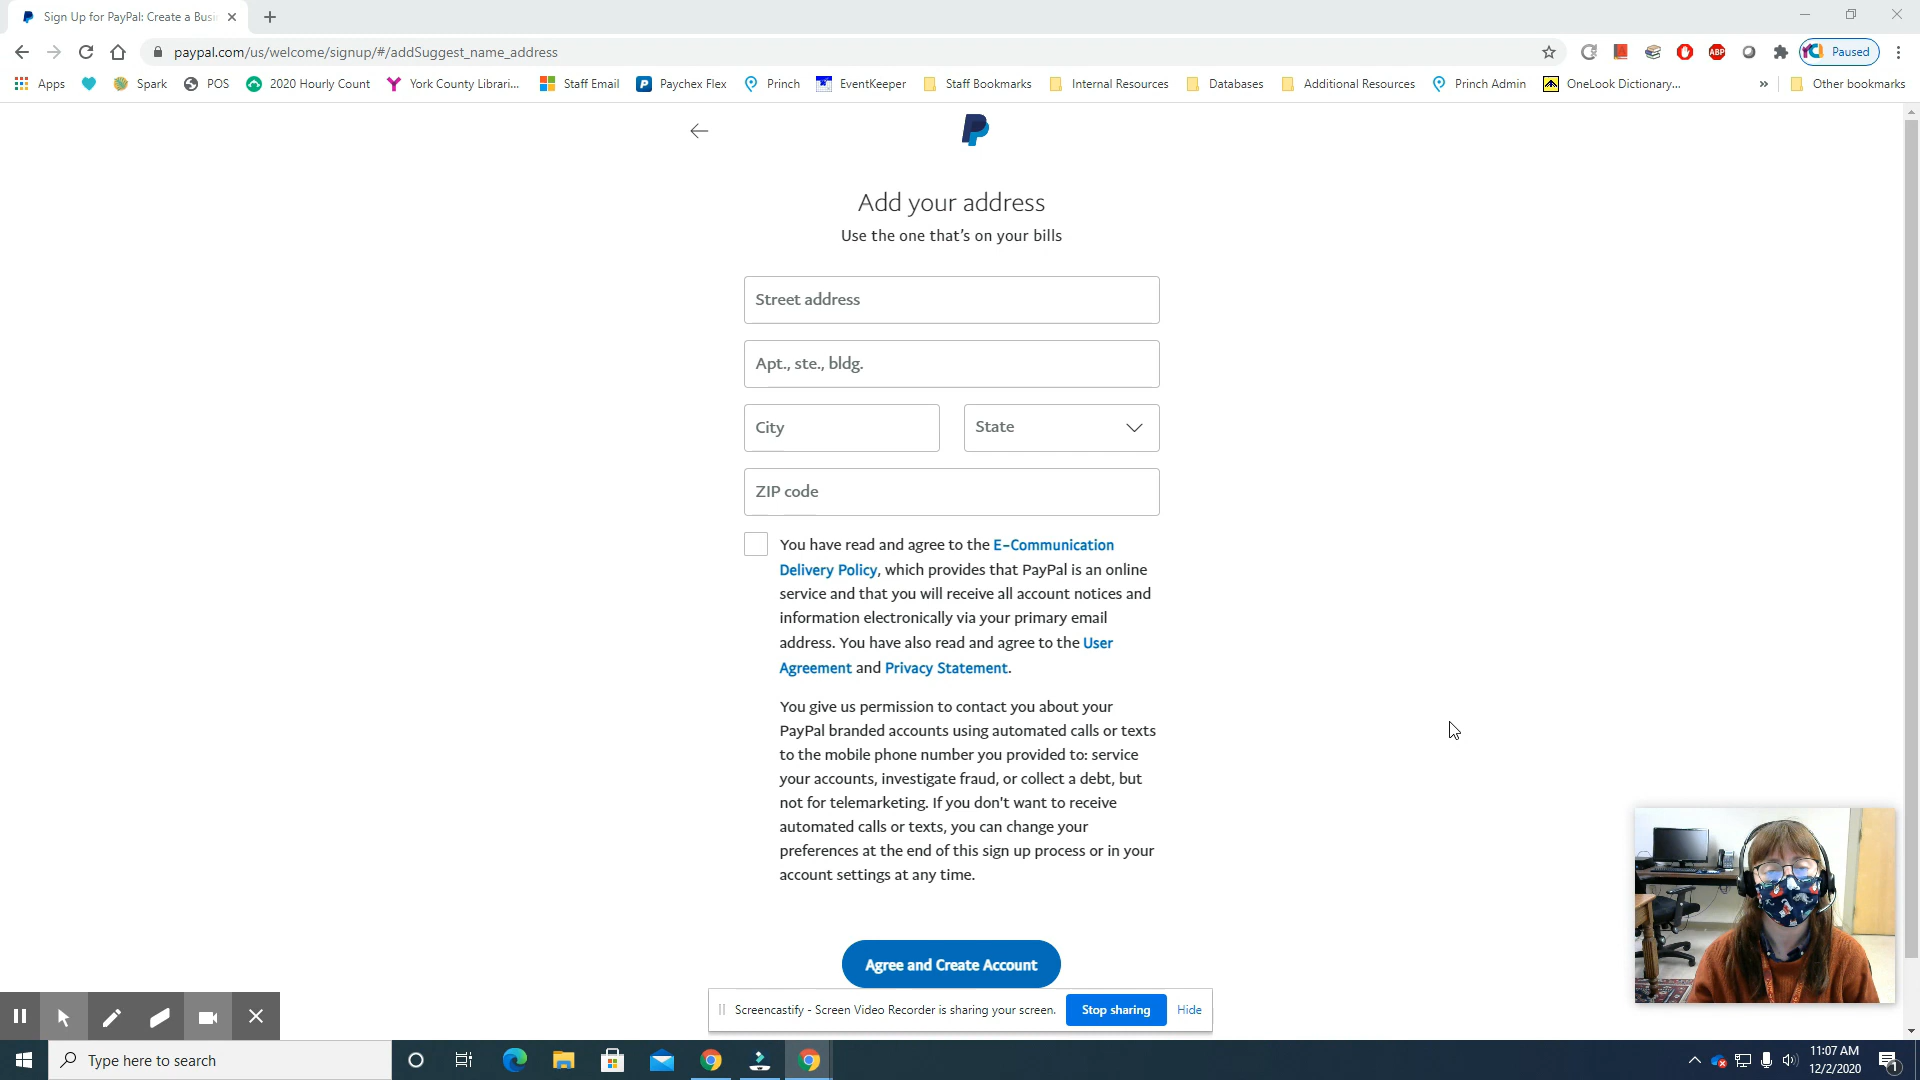 Sign Up for PayPal: Create a Busi
paypal.com/us/welcome/signup/#/addSuggest_name_address
ABP
Paused
Apps
Spark
POS
2020 Hourly Count
York County Librari...
Staff Email
Paychex Flex
Princh
EventKeeper
Staff Bookmarks
Internal Resources
Databases
Additional Resources
Princh Admin
OneLook Dictionary...
»
Other bookmarks
Add your address
Use the one that's on your bills
Street address
Apt., ste., bldg.
City
State
ZIP code
You have read and agree to the E-Communication
Delivery Policy, which provides that PayPal is an online
service and that you will receive all account notices and
information electronically via your primary email
address. You have also read and agree to the User
Agreement and Privacy Statement.
You give us permission to contact you about your
PayPal branded accounts using automated calls or texts
to the mobile phone number you provided to: service
your accounts, investigate fraud, or collect a debt, but
not for telemarketing. If you don't want to receive
automated calls or texts, you can change your
preferences at the end of this sign up process or in your
account settings at any time.
Agree and Create Account
Screencastify - Screen Video Recorder is sharing your screen.
Stop sharing
Hide
Type here to search
11:07 AM
12/2/2020
1